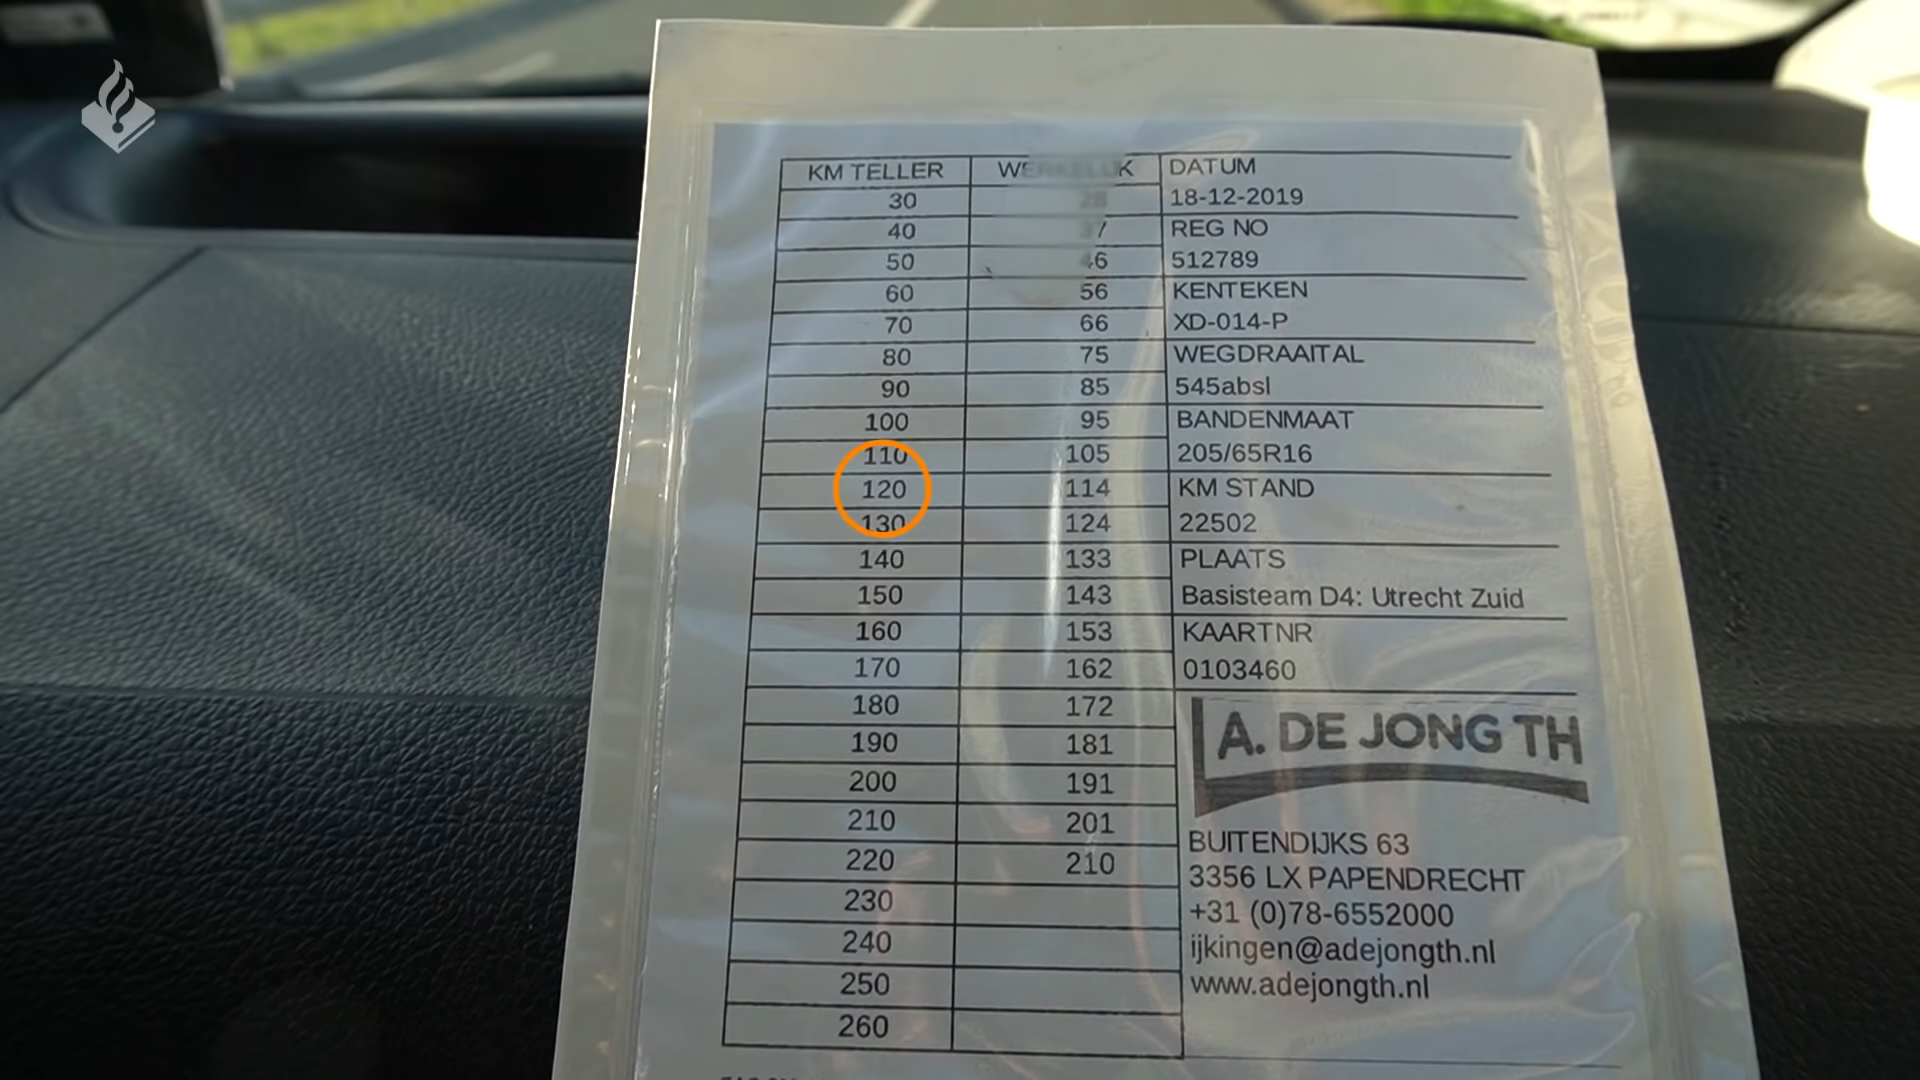 KM TELLER WERKELIJK DATUM
30 28 18-12-2019
40 37 REG NO
50 46 512789
60 56 KENTEKEN
70 66 XD-014-P
80 75 WEGDRAAITAL
90 85 545absl
100 95 BANDENMAAT
110 105 205/65R16
120 114 KM STAND
130 124 22502
140 133 PLAATS
150 143 Basisteam D4: Utrecht Zuid
160 153 KAARTNR
170 162 0103460
180 172
190 181
200 191
210 201
220 210
230
240
250
260
A. DE JONG TH
BUITENDIJKS 63
3356 LX PAPENDRECHT
+31 (0)78-6552000
ijkingen@adejongth.nl
www.adejongth.nl